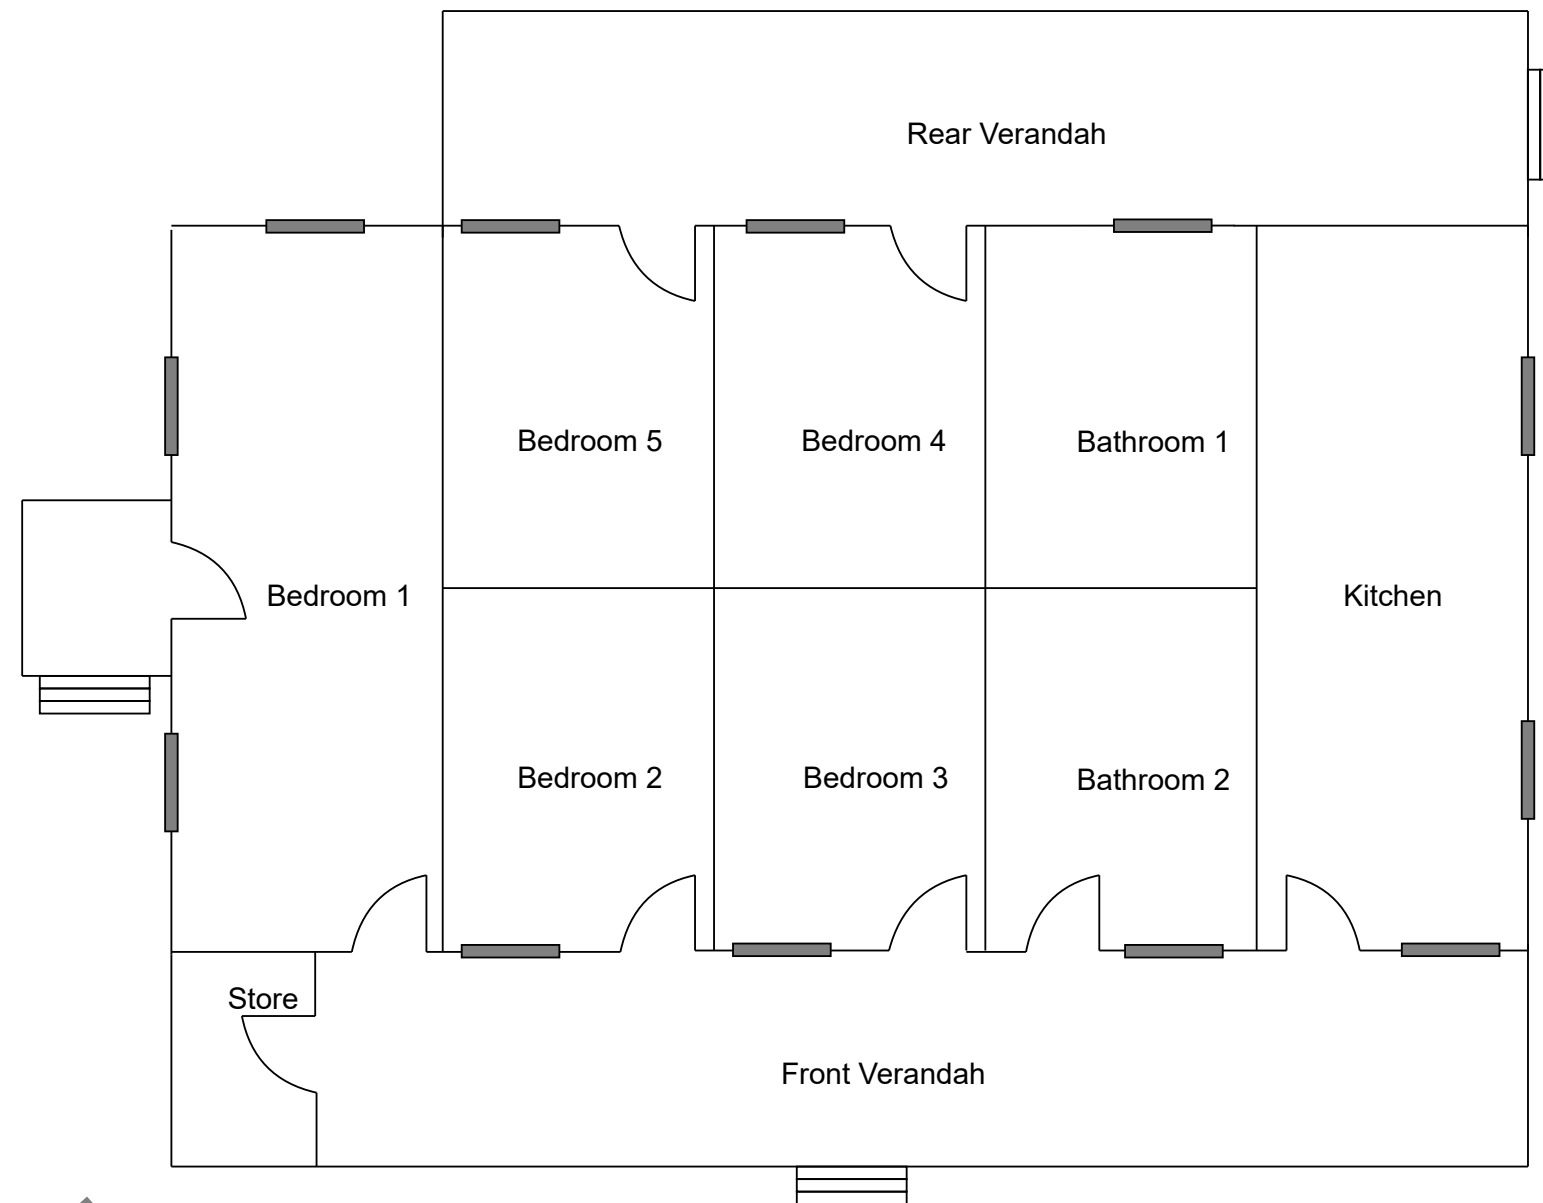 Rear Verandah
Bedroom 5
Bedroom 4
Bathroom 1
Bedroom 1
Kitchen
Bedroom 2
Bedroom 3
Bathroom 2
Store
Front Verandah